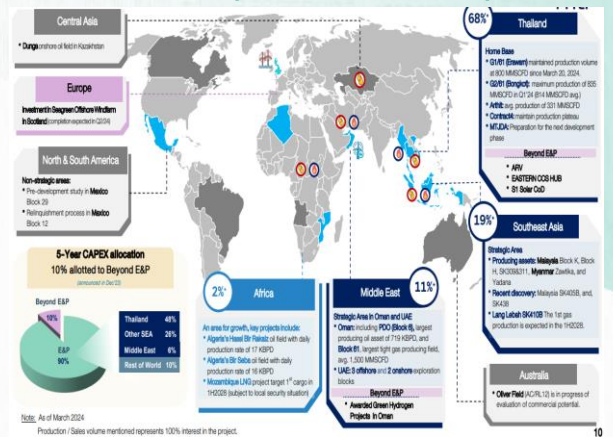 Central Asia
• Dunga onshore oil field in Kazakhstan
Europe
Investment in Seagreen Offshore Windfarm
in Scotland (completion expected in Q2/24)
North & South America
Non-strategic areas:
• Pre-development study in Mexico
Block 29
• Relinquishment process in Mexico
Block 12
5-Year CAPEX allocation
10% allotted to Beyond E&P
(announced in Dec'23)
Beyond E&P
10%
E&P
90%
Thailand 48%
Other SEA 26%
Middle East 6%
Rest of World 10%
2%*
Africa
An area for growth, key projects include:
• Algeria's Hassi Bir Rekaiz oil field with daily
production rate of 17 KBPD
• Algeria's Bir Seba oil field with daily
production rate of 16 KBPD
• Mozambique LNG project target 1st cargo in
1H2028 (subject to local security situation)
Middle East
11%*
Strategic Area in Oman and UAE
• Oman: including PDO (Block 6), largest
producing oil asset of 719 KBPD, and
Block 61, largest tight gas producing field,
avg. 1,500 MMSCFD
• UAE: 3 offshore and 2 onshore exploration
blocks
Beyond E&P
• Awarded Green Hydrogen
Projects in Oman
68%*
Thailand
Home Base
• G1/61 (Erawan) maintained production volume
at 800 MMSCFD since March 20, 2024.
• G2/61 (Bongkot): maximum production of 835
MMSCFD in Q1'24 (814 MMSCFD avg.)
• Arthit: avg. production of 331 MMSCFD
• Contract4: maintain production plateau
• MTJDA: Preparation for the next development
phase
Beyond E&P
• ARV
• EASTERN CCS HUB
• S1 Solar CoD
19%*
Southeast Asia
Strategic Area
• Producing assets: Malaysia Block K, Block
H, SK309&311, Myanmar Zawtika, and
Yadana
• Recent discovery: Malaysia SK405B, and,
SK438
• Lang Lebah SK410B The 1st gas
production is expected in the 1H2028.
Australia
• Oliver Field (AC/RL12) is in progress of
evaluation of commercial potential.
Note: As of March 2024
Production / Sales volume mentioned represents 100% interest in the project.
10